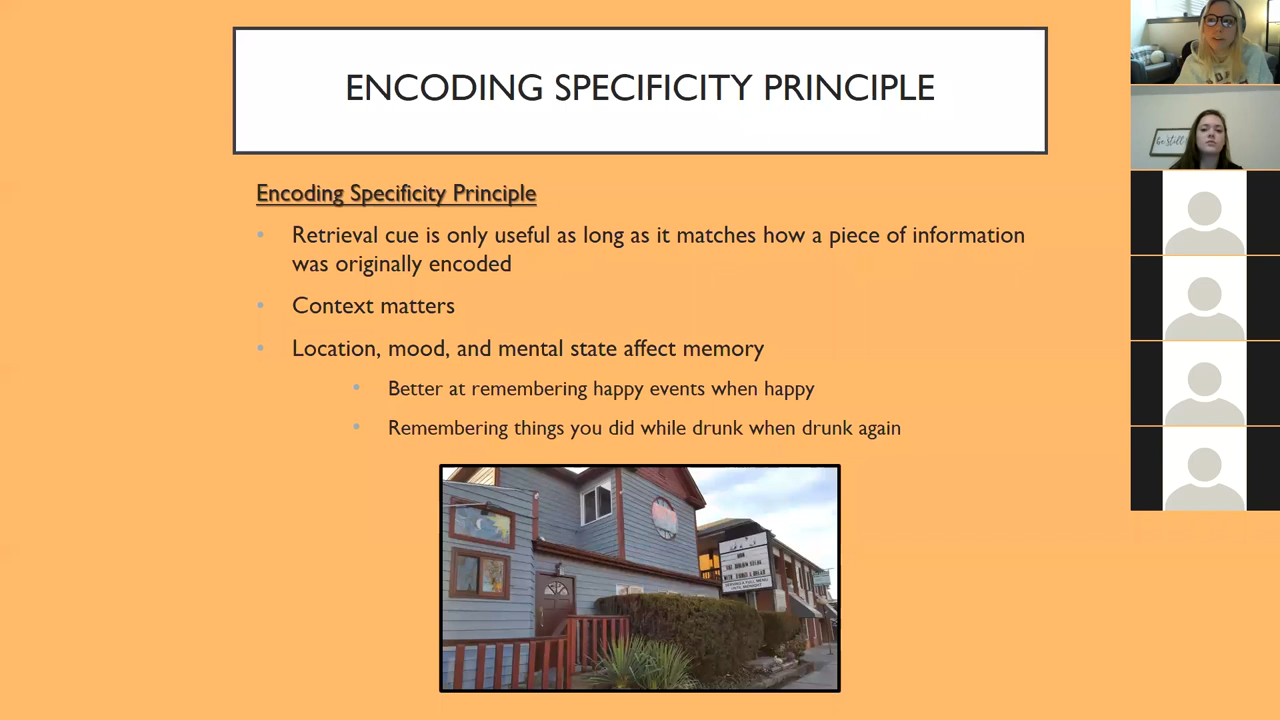 ENCODING SPECIFICITY PRINCIPLE
Encoding Specificity Principle
• Retrieval cue is only useful as long as it matches how a piece of information
was originally encoded
• Context matters
• Location, mood, and mental state affect memory
• Better at remembering happy events when happy
• Remembering things you did while drunk when drunk again
be still